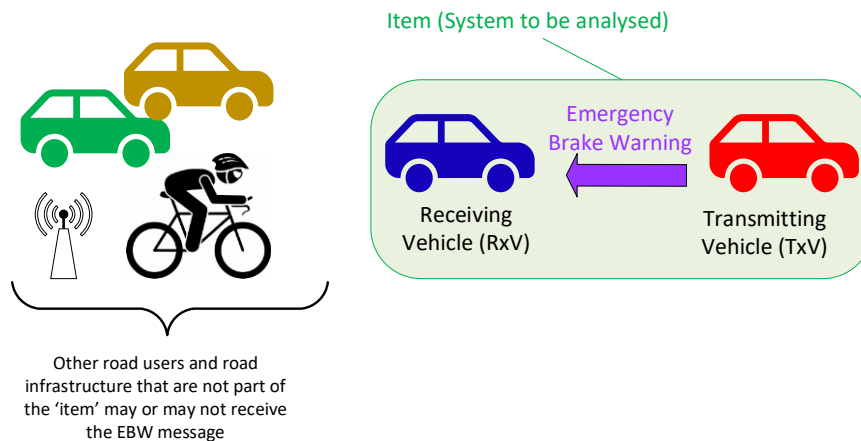 Item (System to be analysed)
Emergency
Brake Warning
Receiving
Vehicle (RxV)
Transmitting
Vehicle (TxV)
Other road users and road
infrastructure that are not part of
the ‘item’ may or may not receive
the EBW message